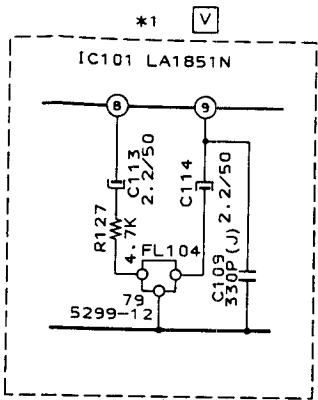 *1 V
IC101 LA1851N
8 9
C113
2.2/50
C114
2.2/50
R127
4.7K
FL104
C109
330P(J)
79
5299-12